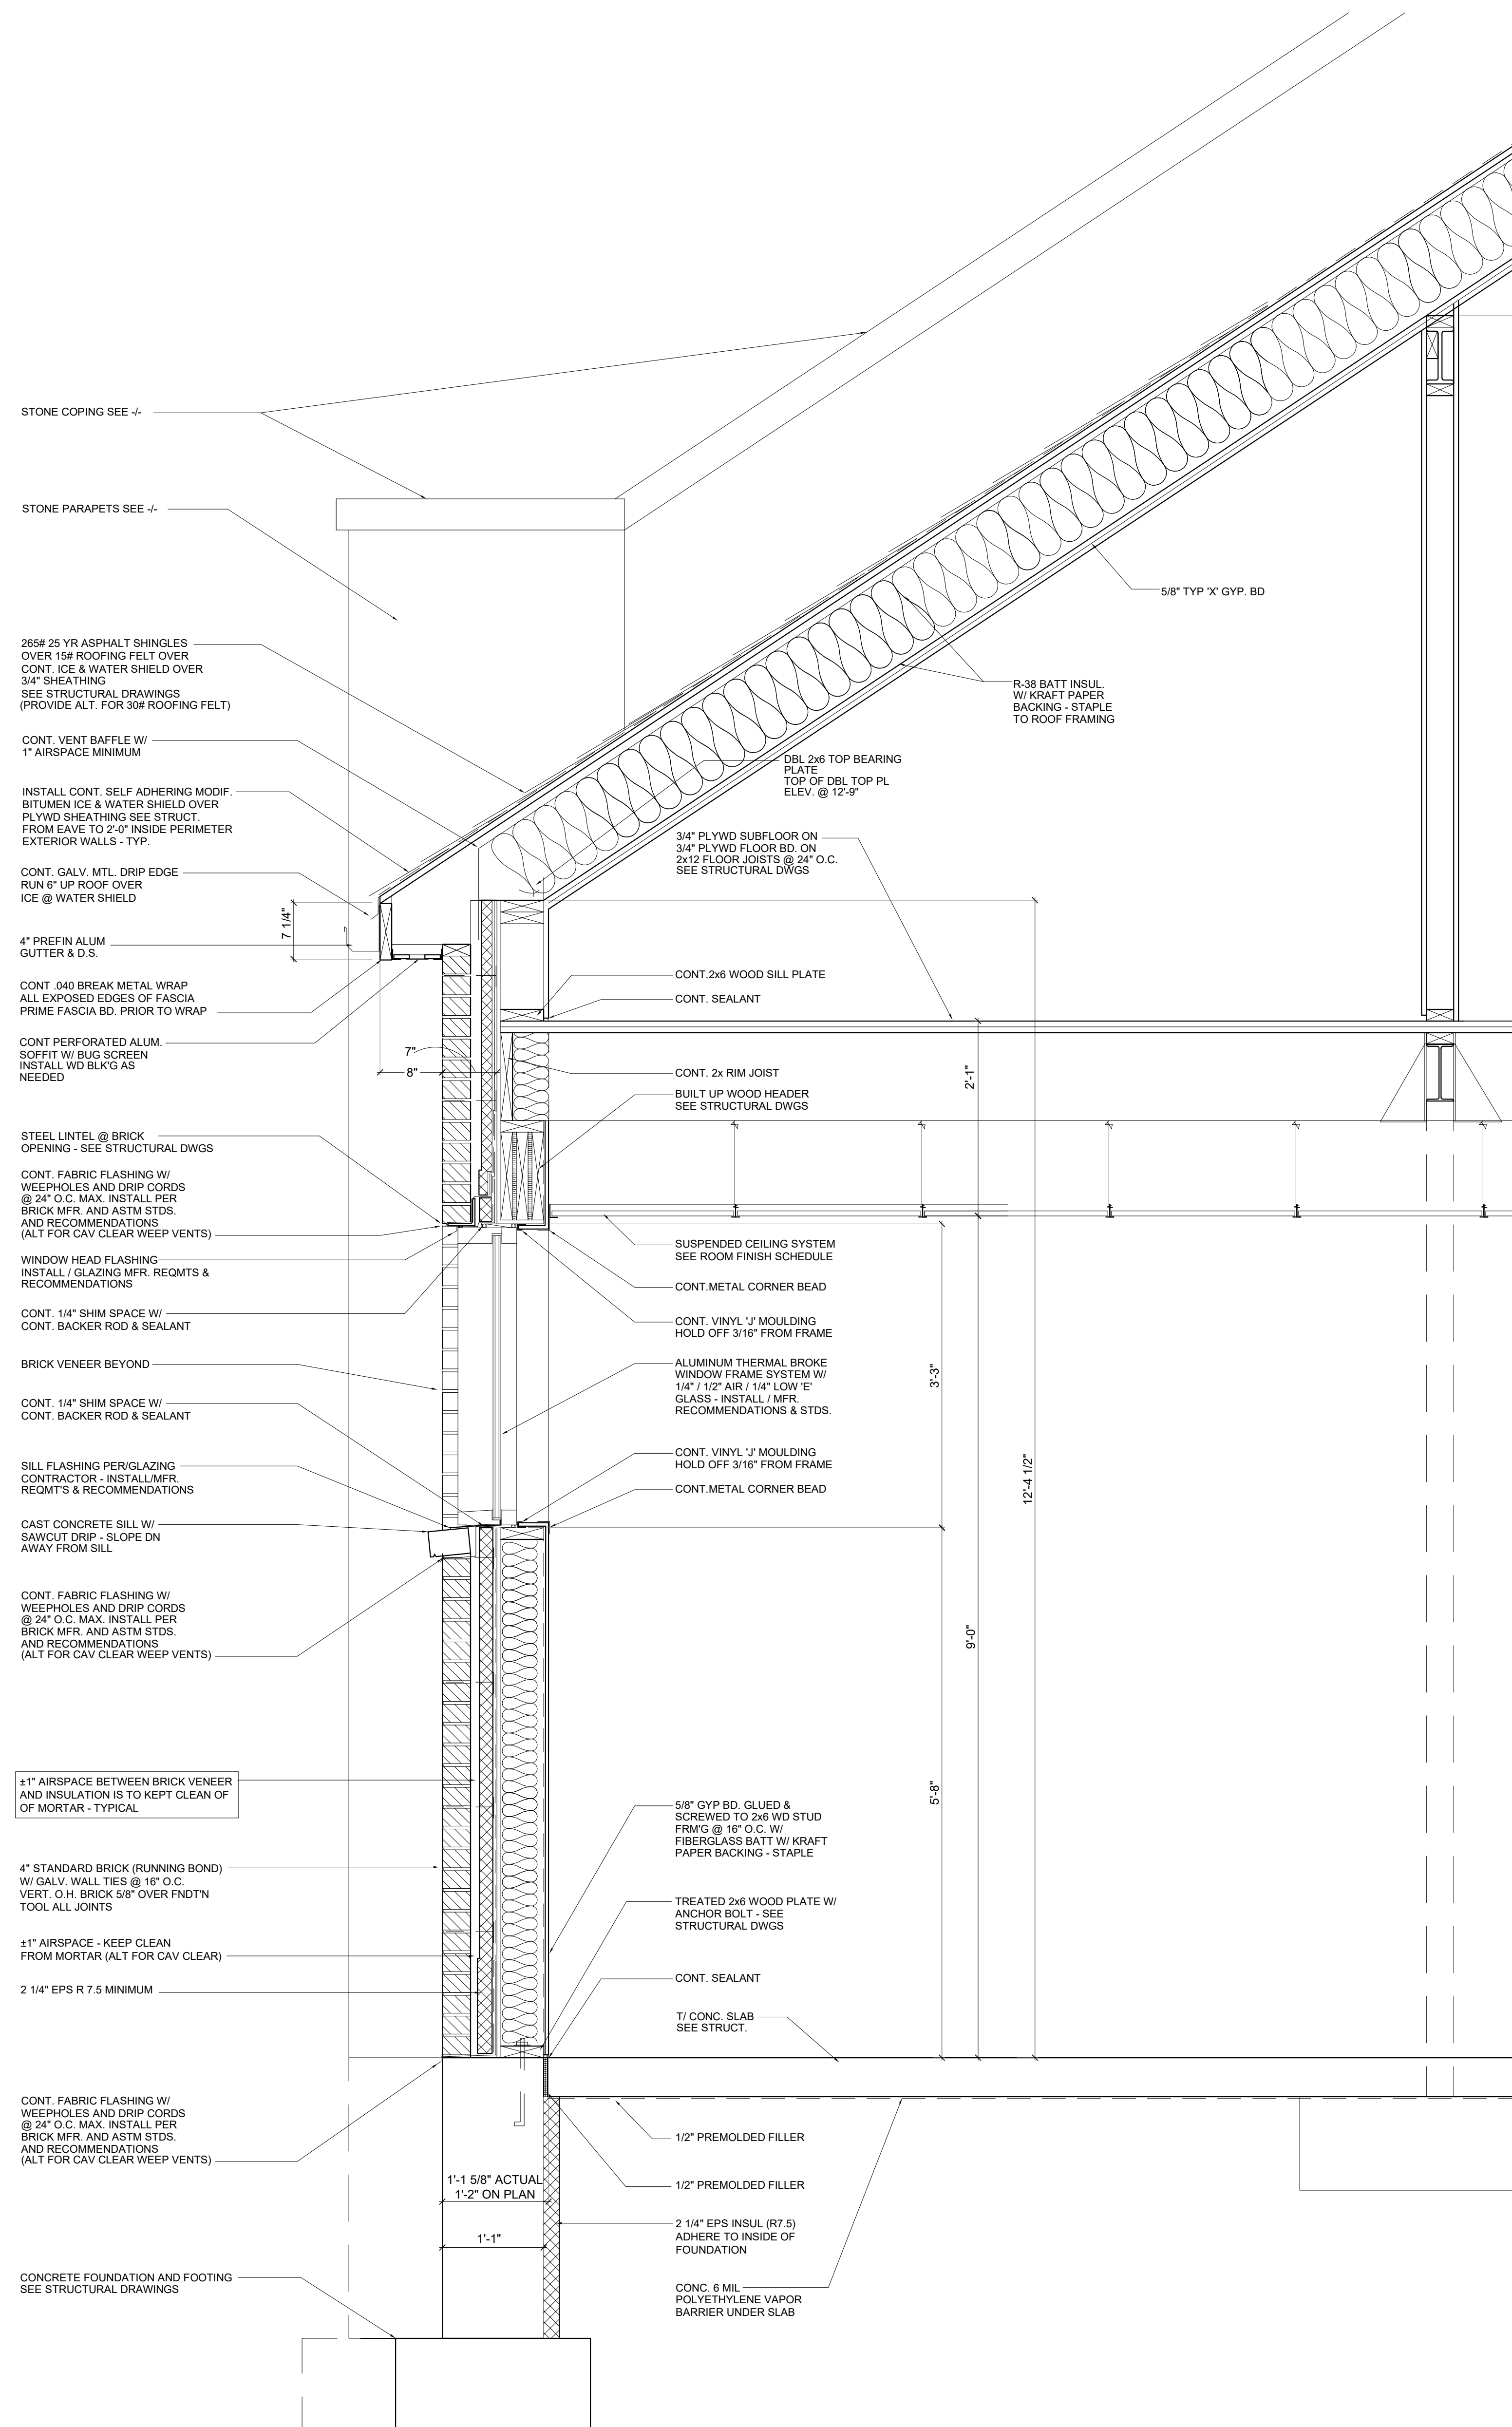 STONE COPING SEE -/-
STONE PARAPETS SEE -/-
265# 25 YR ASPHALT SHINGLES
OVER 15# ROOFING FELT OVER
CONT. ICE & WATER SHIELD OVER
3/4" SHEATHING
SEE STRUCTURAL DRAWINGS
(PROVIDE ALT. FOR 30# ROOFING FELT)
CONT. VENT BAFFLE W/
1" AIRSPACE MINIMUM
INSTALL CONT. SELF ADHERING MODIF.
BITUMEN ICE & WATER SHIELD OVER
PLYWD SHEATHING SEE STRUCT.
FROM EAVE TO 2'-0" INSIDE PERIMETER
EXTERIOR WALLS - TYP.
CONT. GALV. MTL. DRIP EDGE
RUN 6" UP ROOF OVER
ICE @ WATER SHIELD
4" PREFIN ALUM
GUTTER & D.S.
CONT .040 BREAK METAL WRAP
ALL EXPOSED EDGES OF FASCIA
PRIME FASCIA BD. PRIOR TO WRAP
CONT PERFORATED ALUM.
SOFFIT W/ BUG SCREEN
INSTALL WD BLK'G AS
NEEDED
STEEL LINTEL @ BRICK
OPENING - SEE STRUCTURAL DWGS
CONT. FABRIC FLASHING W/
WEEPHOLES AND DRIP CORDS
@ 24" O.C. MAX. INSTALL PER
BRICK MFR. AND ASTM STDS.
AND RECOMMENDATIONS
(ALT FOR CAV CLEAR WEEP VENTS)
WINDOW HEAD FLASHING
INSTALL / GLAZING MFR. REQMTS &
RECOMMENDATIONS
CONT. 1/4" SHIM SPACE W/
CONT. BACKER ROD & SEALANT
BRICK VENEER BEYOND
CONT. 1/4" SHIM SPACE W/
CONT. BACKER ROD & SEALANT
SILL FLASHING PER/GLAZING
CONTRACTOR - INSTALL/MFR.
REQMT'S & RECOMMENDATIONS
CAST CONCRETE SILL W/
SAWCUT DRIP - SLOPE DN
AWAY FROM SILL
CONT. FABRIC FLASHING W/
WEEPHOLES AND DRIP CORDS
@ 24" O.C. MAX. INSTALL PER
BRICK MFR. AND ASTM STDS.
AND RECOMMENDATIONS
(ALT FOR CAV CLEAR WEEP VENTS)
±1" AIRSPACE BETWEEN BRICK VENEER
AND INSULATION IS TO KEPT CLEAN OF
OF MORTAR - TYPICAL
4" STANDARD BRICK (RUNNING BOND)
W/ GALV. WALL TIES @ 16" O.C.
VERT. O.H. BRICK 5/8" OVER FNDT'N
TOOL ALL JOINTS
±1" AIRSPACE - KEEP CLEAN
FROM MORTAR (ALT FOR CAV CLEAR)
2 1/4" EPS R 7.5 MINIMUM
CONT. FABRIC FLASHING W/
WEEPHOLES AND DRIP CORDS
@ 24" O.C. MAX. INSTALL PER
BRICK MFR. AND ASTM STDS.
AND RECOMMENDATIONS
(ALT FOR CAV CLEAR WEEP VENTS)
CONCRETE FOUNDATION AND FOOTING
SEE STRUCTURAL DRAWINGS
7 1/4"
7"
8"
1'-1 5/8" ACTUAL
1'-2" ON PLAN
1'-1"
5/8" TYP 'X' GYP. BD
R-38 BATT INSUL.
W/ KRAFT PAPER
BACKING - STAPLE
TO ROOF FRAMING
DBL 2x6 TOP BEARING
PLATE
TOP OF DBL TOP PL
ELEV. @ 12'-9"
3/4" PLYWD SUBFLOOR ON
3/4" PLYWD FLOOR BD. ON
2x12 FLOOR JOISTS @ 24" O.C.
SEE STRUCTURAL DWGS
CONT.2x6 WOOD SILL PLATE
CONT. SEALANT
CONT. 2x RIM JOIST
BUILT UP WOOD HEADER
SEE STRUCTURAL DWGS
SUSPENDED CEILING SYSTEM
SEE ROOM FINISH SCHEDULE
CONT.METAL CORNER BEAD
CONT. VINYL 'J' MOULDING
HOLD OFF 3/16" FROM FRAME
ALUMINUM THERMAL BROKE
WINDOW FRAME SYSTEM W/
1/4" / 1/2" AIR / 1/4" LOW 'E'
GLASS - INSTALL / MFR.
RECOMMENDATIONS & STDS.
CONT. VINYL 'J' MOULDING
HOLD OFF 3/16" FROM FRAME
CONT.METAL CORNER BEAD
5/8" GYP BD. GLUED &
SCREWED TO 2x6 WD STUD
FRM'G @ 16" O.C. W/
FIBERGLASS BATT W/ KRAFT
PAPER BACKING - STAPLE
TREATED 2x6 WOOD PLATE W/
ANCHOR BOLT - SEE
STRUCTURAL DWGS
CONT. SEALANT
T/ CONC. SLAB
SEE STRUCT.
1/2" PREMOLDED FILLER
1/2" PREMOLDED FILLER
2 1/4" EPS INSUL (R7.5)
ADHERE TO INSIDE OF
FOUNDATION
CONC. 6 MIL
POLYETHYLENE VAPOR
BARRIER UNDER SLAB
2'-1"
3'-3"
12'-4 1/2"
9'-0"
5'-8"